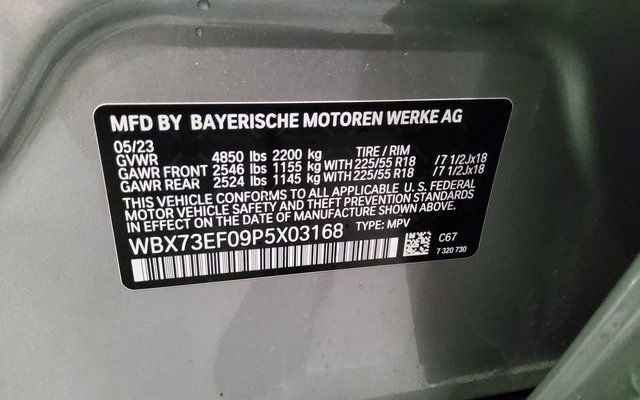 MFD BY BAYERISCHE MOTOREN WERKE AG
05/23
GVWR 4850 lbs 2200 kg TIRE / RIM
GAWR FRONT 2546 lbs 1155 kg WITH 225/55 R18 /7 1/2Jx18
GAWR REAR 2524 lbs 1145 kg WITH 225/55 R18 /7 1/2Jx18
THIS VEHICLE CONFORMS TO ALL APPLICABLE U. S. FEDERAL
MOTOR VEHICLE SAFETY AND THEFT PREVENTION STANDARDS
IN EFFECT ON THE DATE OF MANUFACTURE SHOWN ABOVE.
WBX73EF09P5X03168 TYPE: MPV
C67
7 320 730